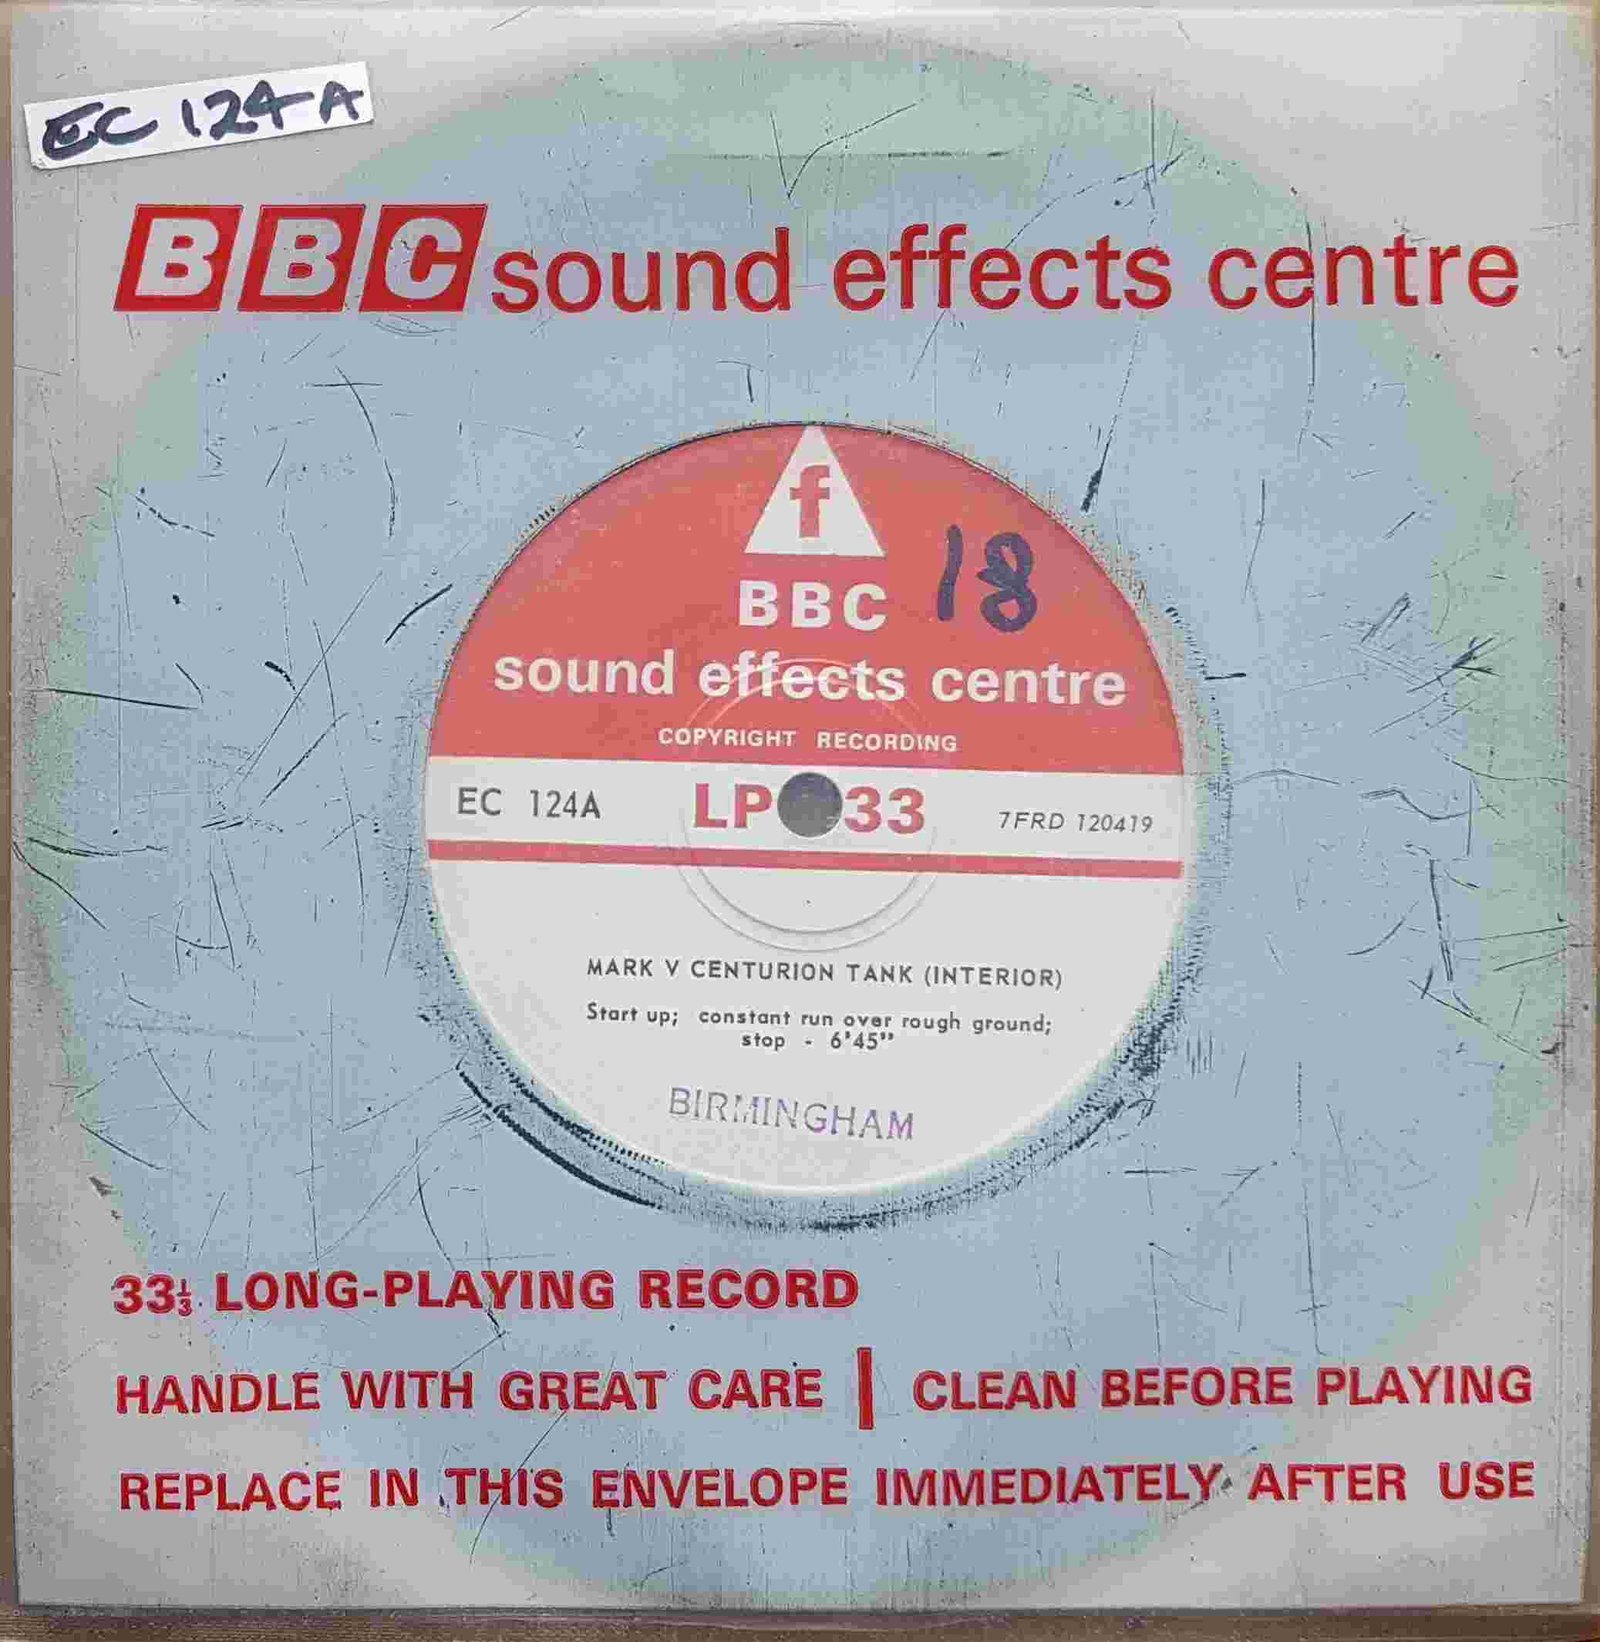 EC 124A
BBC sound effects centre
f
BBC
18
sound effects centre
COPYRIGHT RECORDING
EC 124A LP 33 7FRD 120419
MARK V CENTURION TANK (INTERIOR)
Start up; constant run over rough ground;
stop - 6'45"
BIRMINGHAM
33⅓ LONG-PLAYING RECORD
HANDLE WITH GREAT CARE | CLEAN BEFORE PLAYING
REPLACE IN THIS ENVELOPE IMMEDIATELY AFTER USE